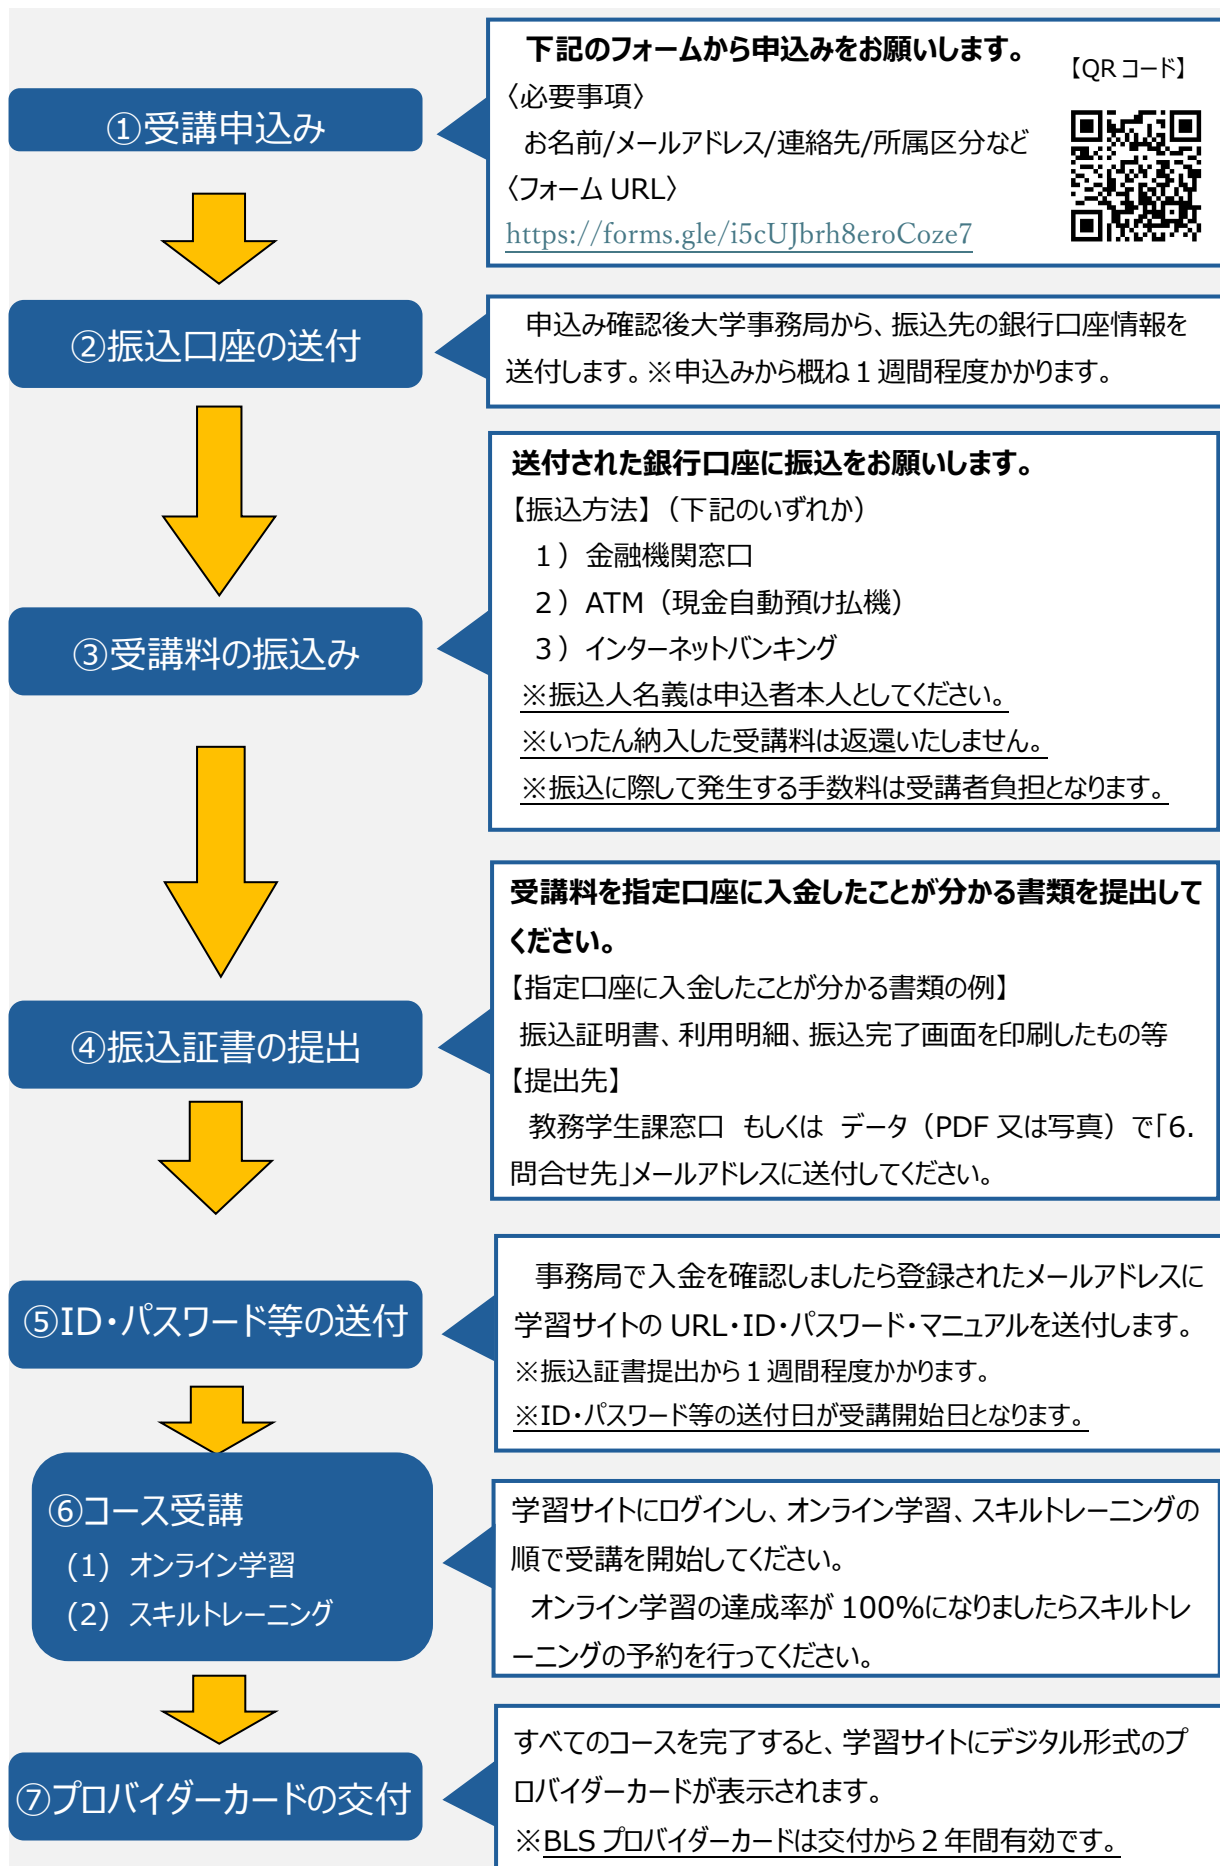 ①受講申込み
下記のフォームから申込みをお願いします。
【QRコード】
〈必要事項〉
お名前/メールアドレス/連絡先/所属区分など
〈フォーム URL〉
https://forms.gle/i5cUJbrh8eroCoze7
②振込口座の送付
申込み確認後大学事務局から、振込先の銀行口座情報を
送付します。※申込みから概ね１週間程度かかります。
③受講料の振込み
送付された銀行口座に振込をお願いします。
【振込方法】（下記のいずれか）
１）金融機関窓口
２）ATM（現金自動預け払機）
３）インターネットバンキング
※振込人名義は申込者本人としてください。
※いったん納入した受講料は返還いたしません。
※振込に際して発生する手数料は受講者負担となります。
④振込証書の提出
受講料を指定口座に入金したことが分かる書類を提出して
ください。
【指定口座に入金したことが分かる書類の例】
振込証明書、利用明細、振込完了画面を印刷したもの等
【提出先】
教務学生課窓口 もしくは データ（PDF 又は写真）で「6.
問合せ先」メールアドレスに送付してください。
⑤ID・パスワード等の送付
事務局で入金を確認しましたら登録されたメールアドレスに
学習サイトの URL・ID・パスワード・マニュアルを送付します。
※振込証書提出から１週間程度かかります。
※ID・パスワード等の送付日が受講開始日となります。
⑥コース受講
(1) オンライン学習
(2) スキルトレーニング
学習サイトにログインし、オンライン学習、スキルトレーニングの
順で受講を開始してください。
オンライン学習の達成率が 100%になりましたらスキルトレ
ーニングの予約を行ってください。
⑦プロバイダーカードの交付
すべてのコースを完了すると、学習サイトにデジタル形式のプ
ロバイダーカードが表示されます。
※BLS プロバイダーカードは交付から２年間有効です。